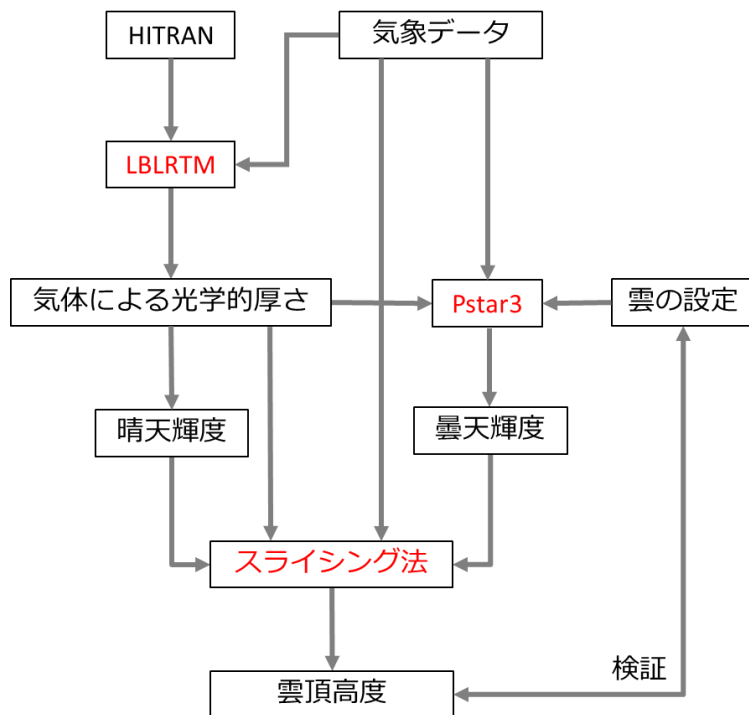 HITRAN
気象データ
LBLRTM
気体による光学的厚さ
Pstar3
雲の設定
晴天輝度
曇天輝度
スライシング法
検証
雲頂高度